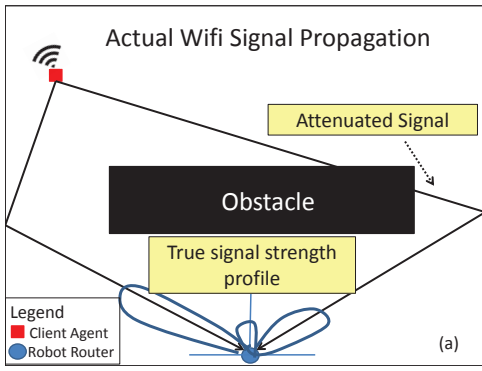 Actual Wifi Signal Propagation
Attenuated Signal
Obstacle
True signal strength
profile
Legend
Client Agent
Robot Router
(a)